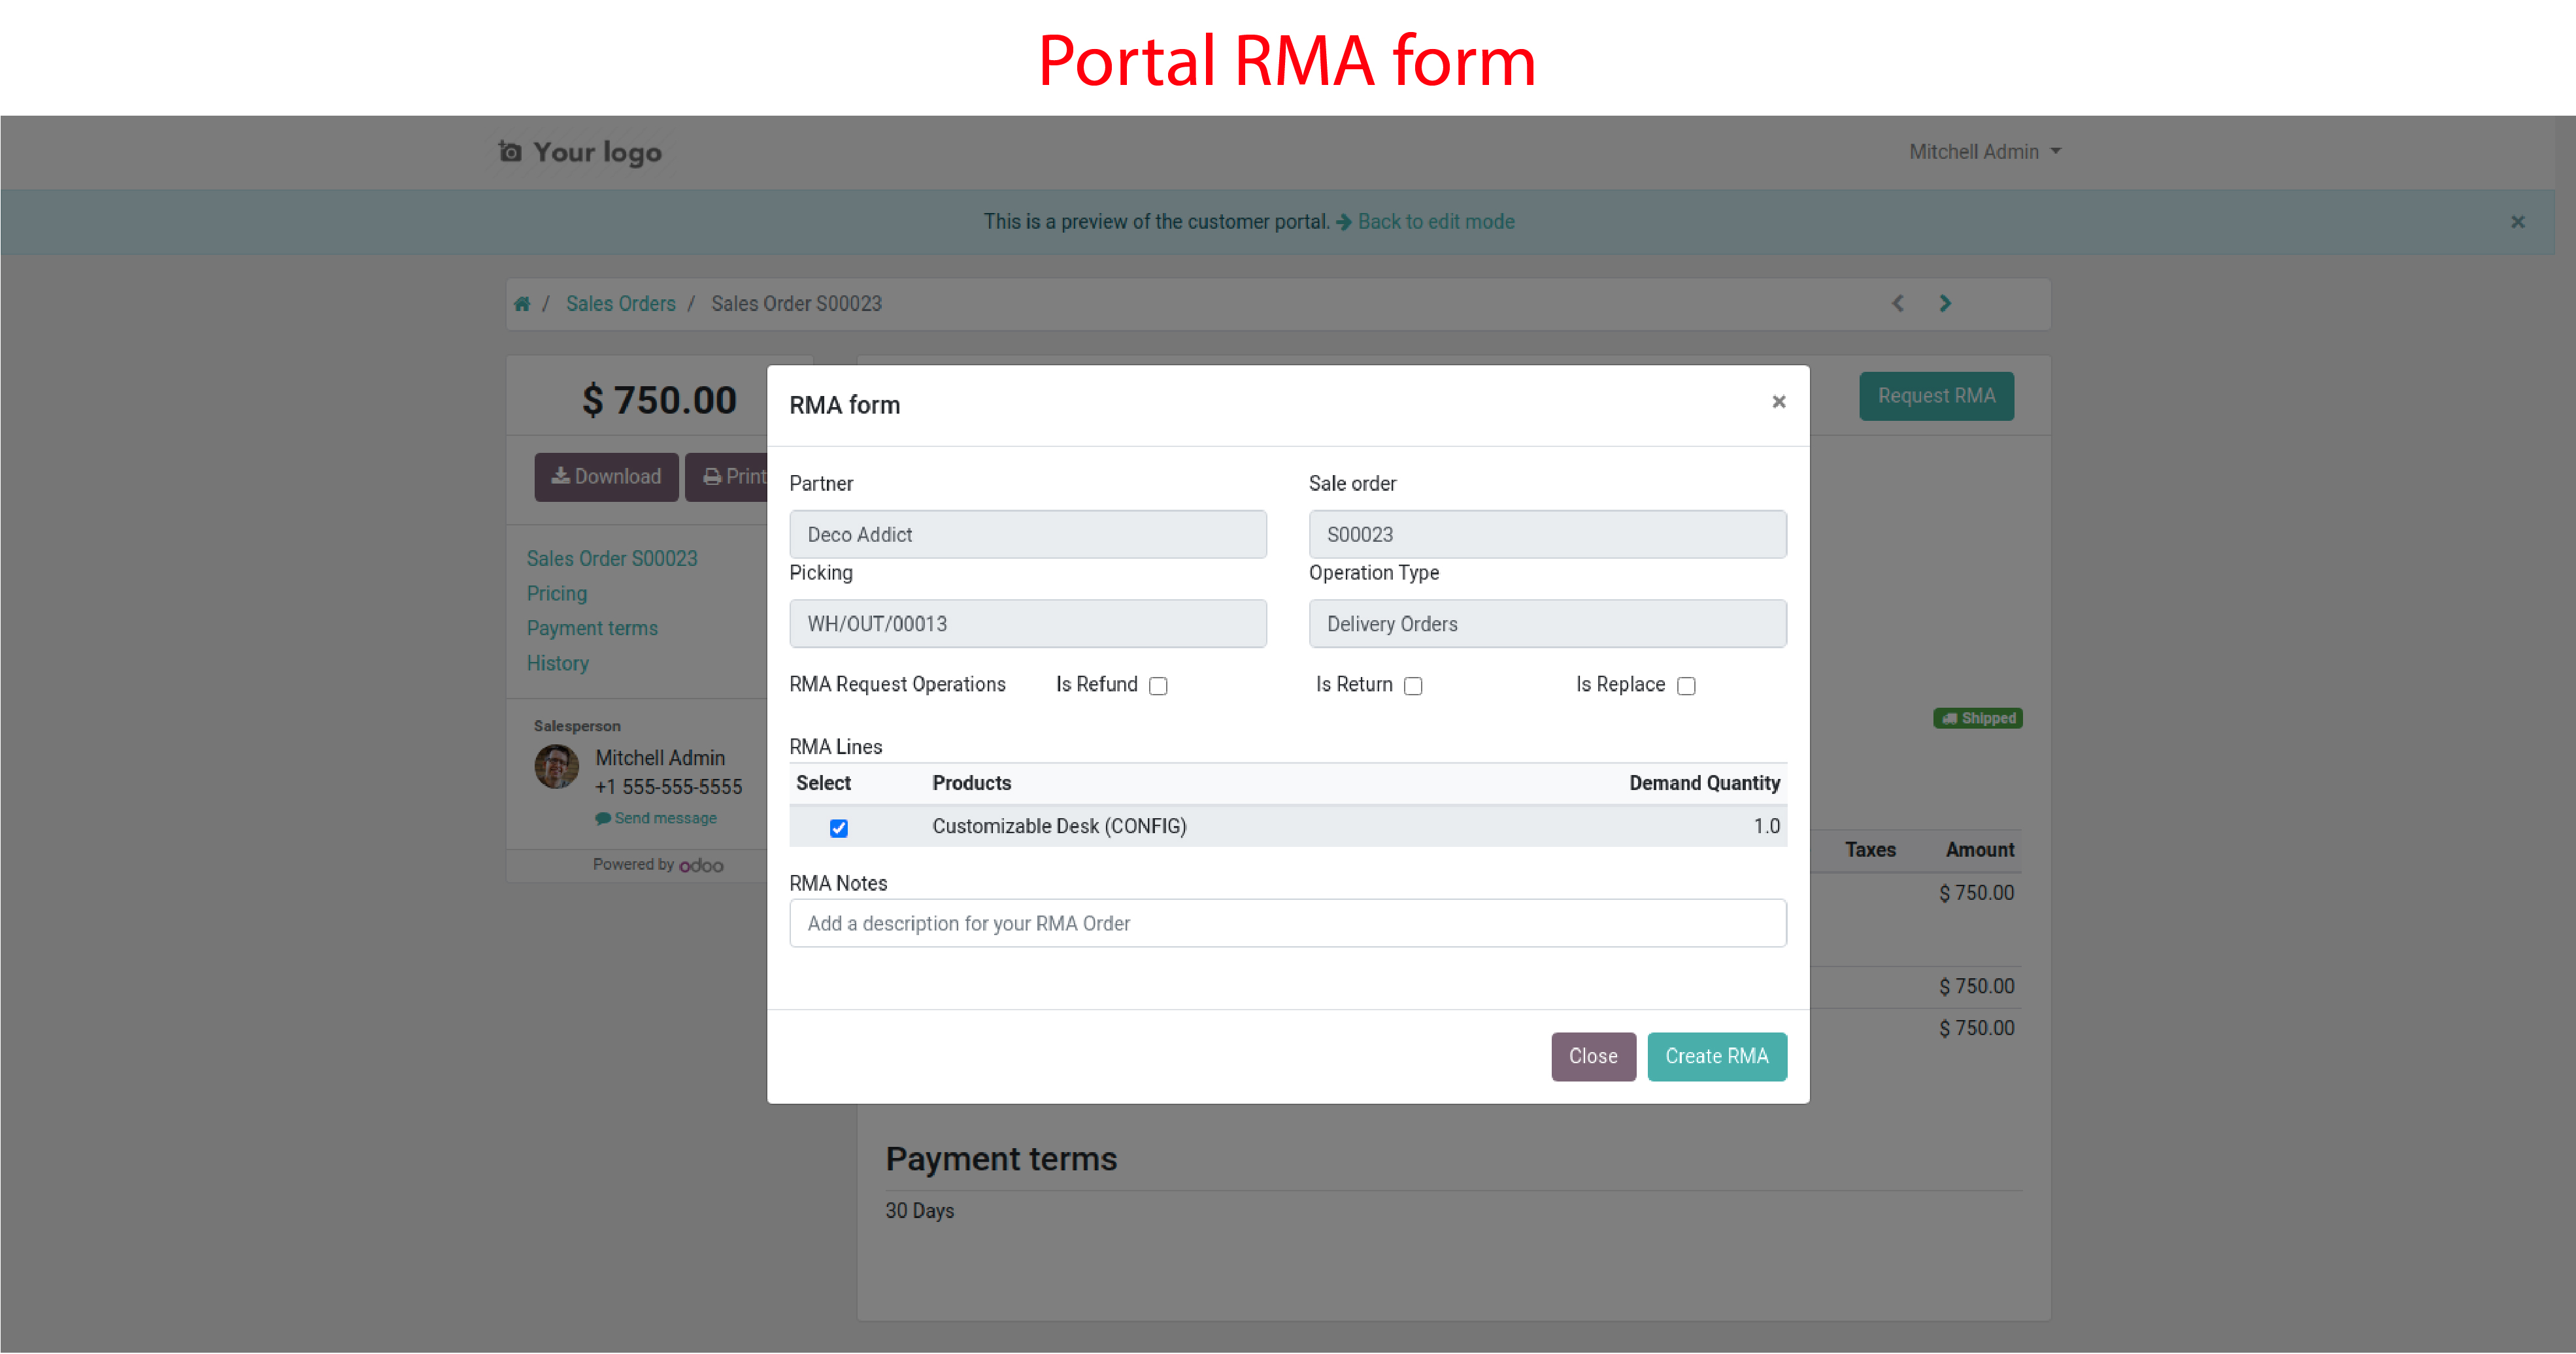 Portal RMA form
Your logo
Mitchell Admin
This is a preview of the customer portal. Back to edit mode
/ Sales Orders / Sales Order S00023
$ 750.00
Request RMA
Download
Print
Sales Order S00023
Pricing
Payment terms
History
Salesperson
Mitchell Admin
+1 555-555-5555
Send message
Powered by odoo
RMA form
Partner
Sale order
Deco Addict
S00023
Picking
Operation Type
WH/OUT/00013
Delivery Orders
RMA Request Operations Is Refund Is Return Is Replace
RMA Lines
Select Products Demand Quantity
Customizable Desk (CONFIG) 1.0
RMA Notes
Add a description for your RMA Order
Close
Create RMA
Shipped
Taxes Amount
$ 750.00
$ 750.00
$ 750.00
Payment terms
30 Days